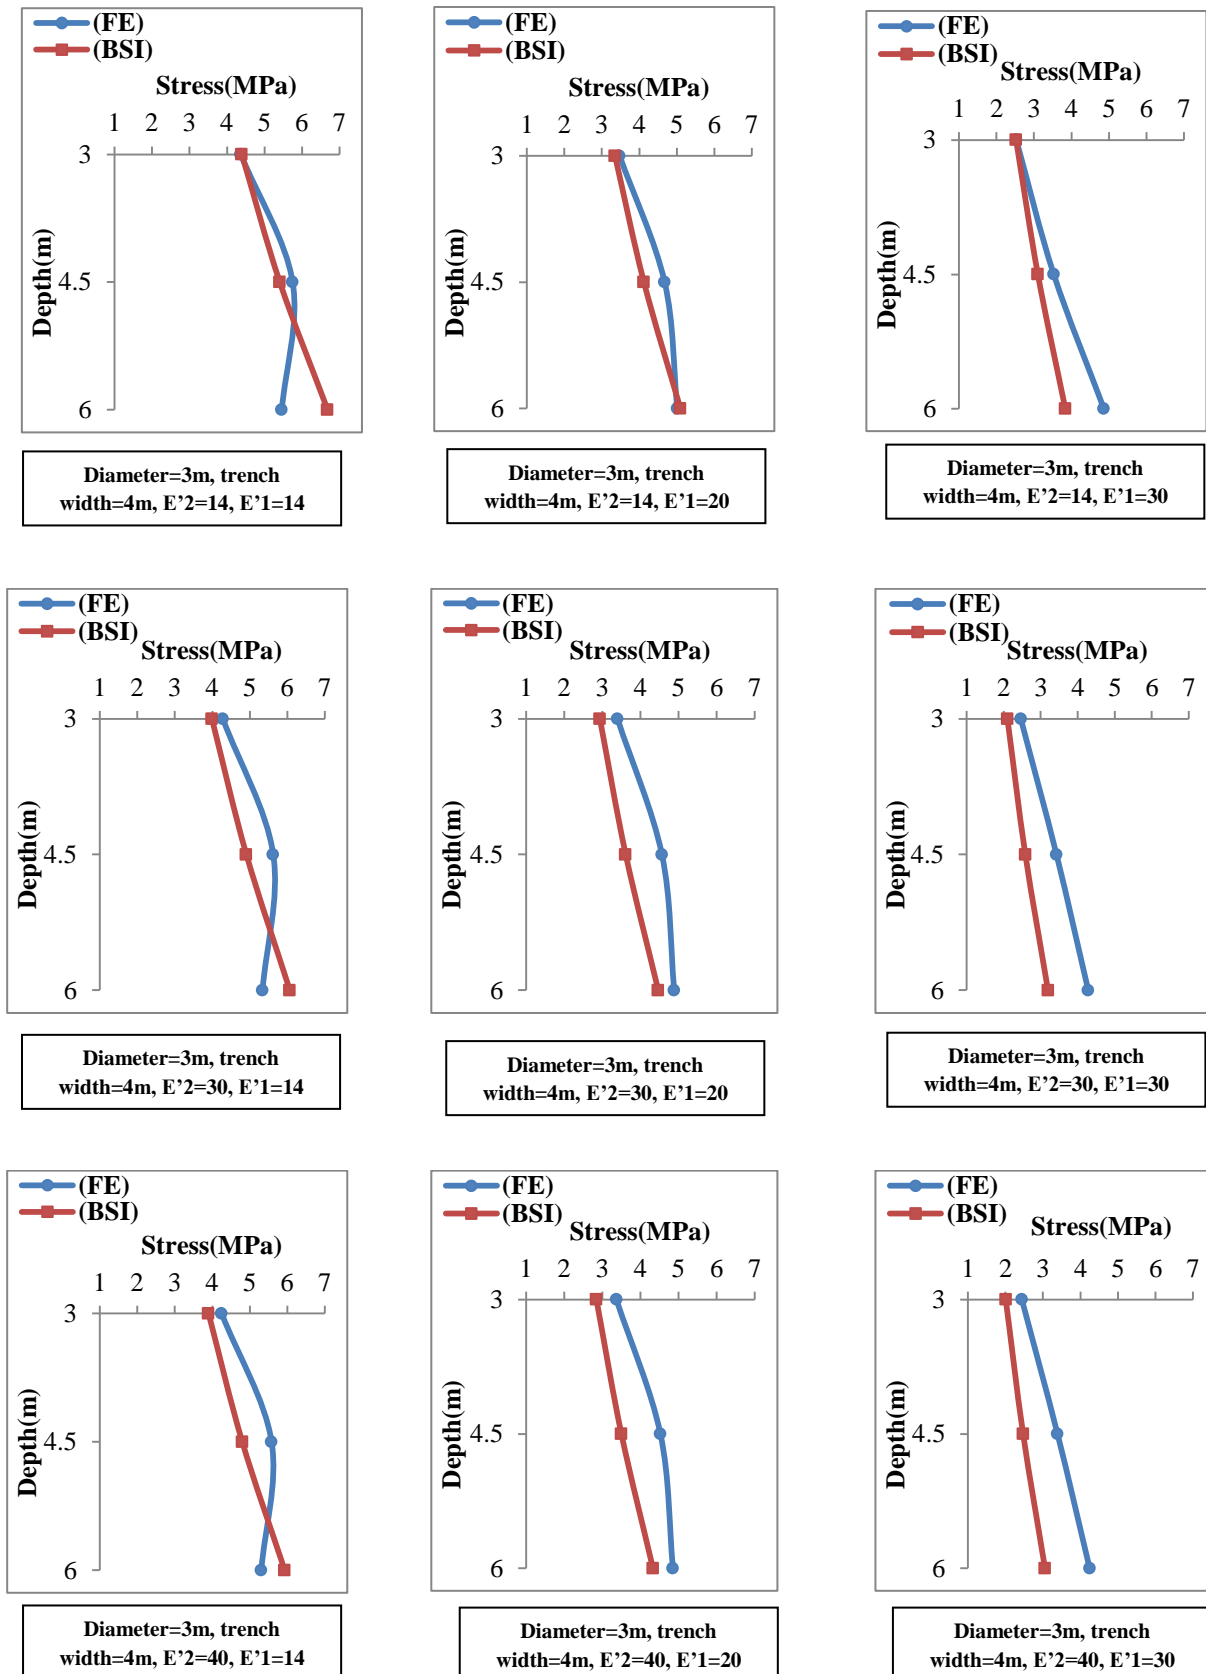 (FE)
(BSI)
Stress(MPa)
1 2 3 4 5 6 7
3
4.5
6
Depth(m)
Diameter=3m, trench
width=4m, E’2=14, E’1=14
(FE)
(BSI)
Stress(MPa)
1 2 3 4 5 6 7
3
4.5
6
Depth(m)
Diameter=3m, trench
width=4m, E’2=14, E’1=20
(FE)
(BSI)
Stress(MPa)
1 2 3 4 5 6 7
3
4.5
6
Depth(m)
Diameter=3m, trench
width=4m, E’2=14, E’1=30
(FE)
(BSI)
Stress(MPa)
1 2 3 4 5 6 7
3
4.5
6
Depth(m)
Diameter=3m, trench
width=4m, E’2=30, E’1=14
(FE)
(BSI)
Stress(MPa)
1 2 3 4 5 6 7
3
4.5
6
Depth(m)
Diameter=3m, trench
width=4m, E’2=30, E’1=20
(FE)
(BSI)
Stress(MPa)
1 2 3 4 5 6 7
3
4.5
6
Depth(m)
Diameter=3m, trench
width=4m, E’2=30, E’1=30
(FE)
(BSI)
Stress(MPa)
1 2 3 4 5 6 7
3
4.5
6
Depth(m)
Diameter=3m, trench
width=4m, E’2=40, E’1=14
(FE)
(BSI)
Stress(MPa)
1 2 3 4 5 6 7
3
4.5
6
Depth(m)
Diameter=3m, trench
width=4m, E’2=40, E’1=20
(FE)
(BSI)
Stress(MPa)
1 2 3 4 5 6 7
3
4.5
6
Depth(m)
Diameter=3m, trench
width=4m, E’2=40, E’1=30